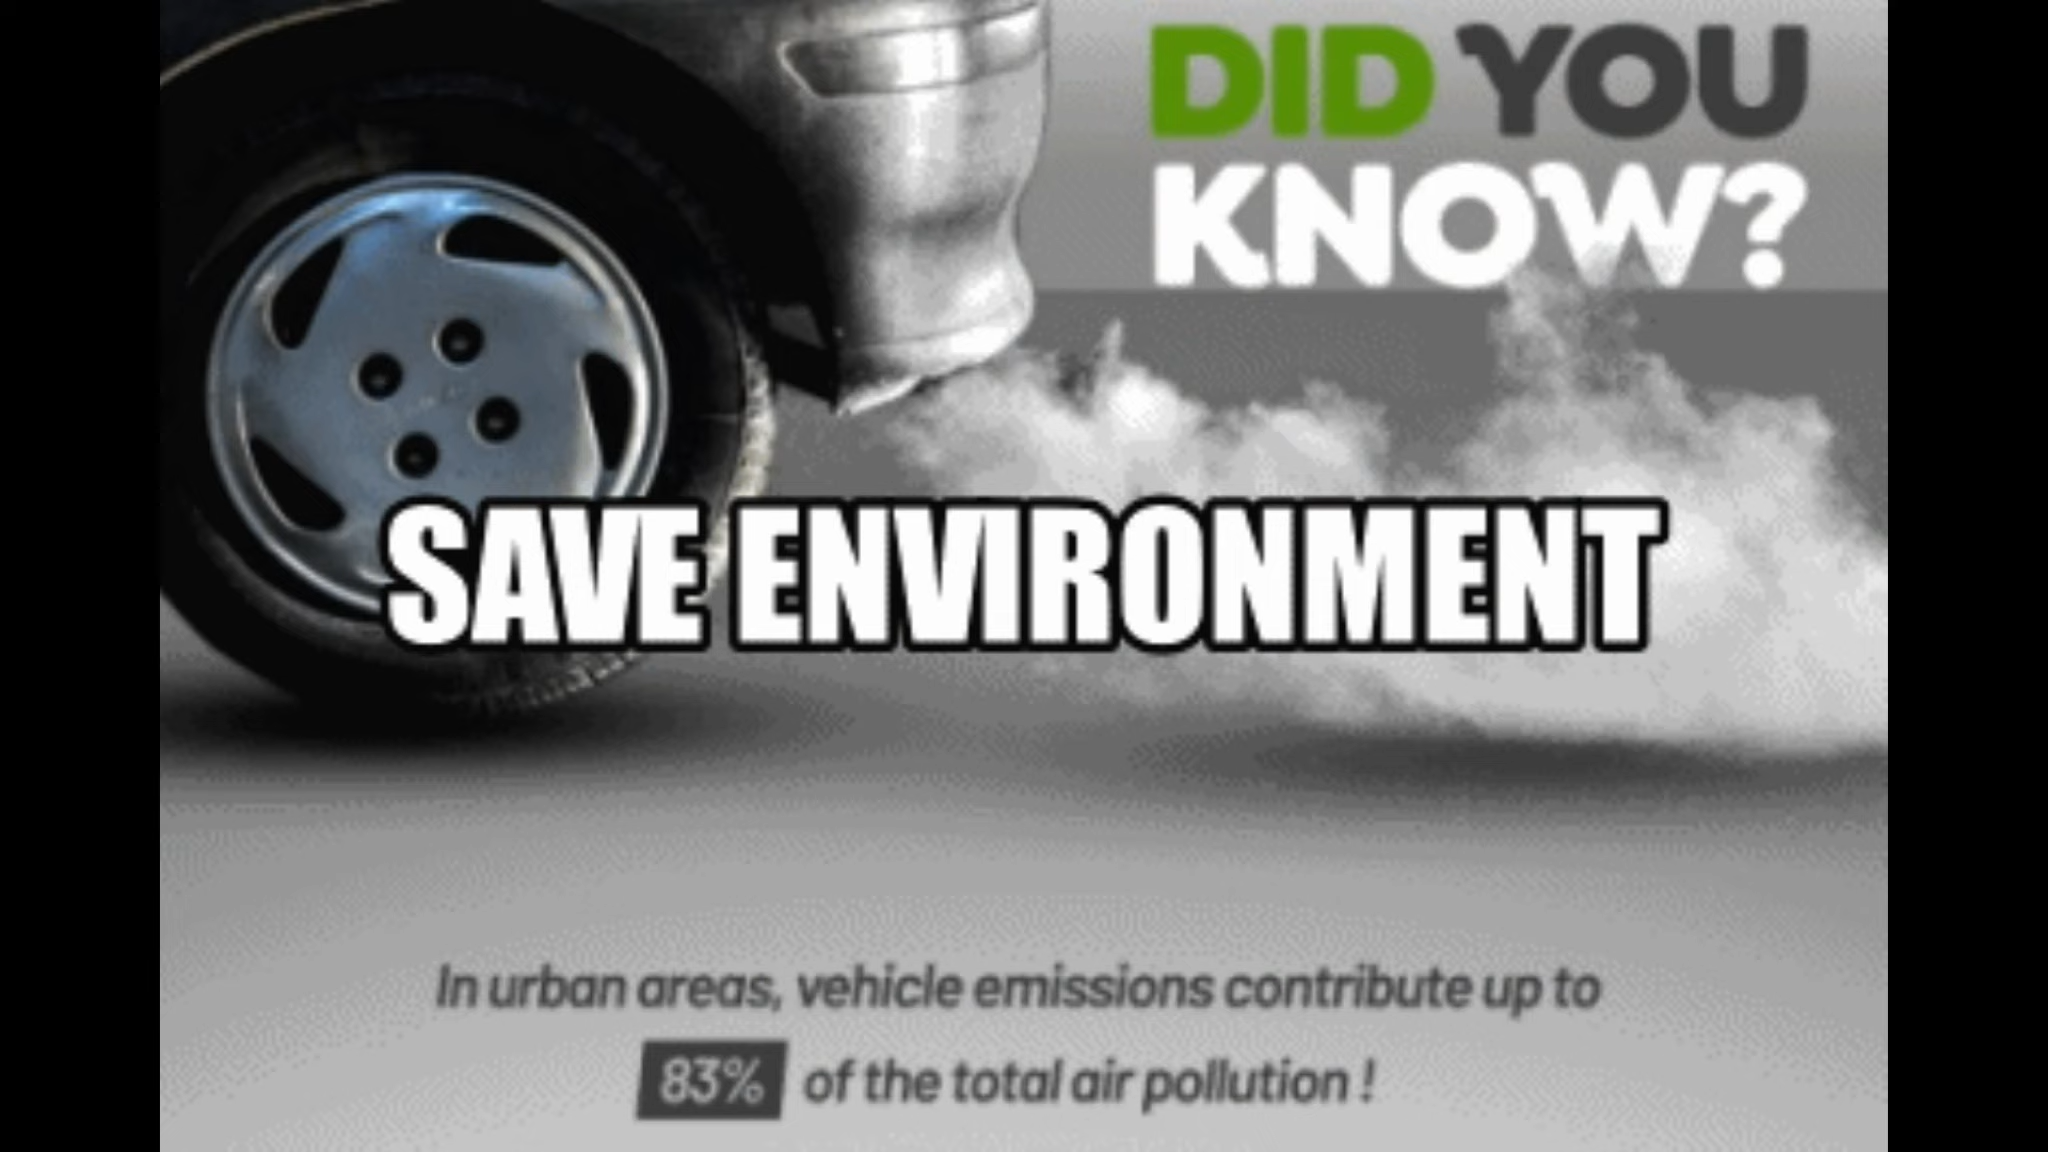 DID YOU
KNOW?
SAVE ENVIRONMENT
In urban areas, vehicle emissions contribute up to
83% of the total air pollution !